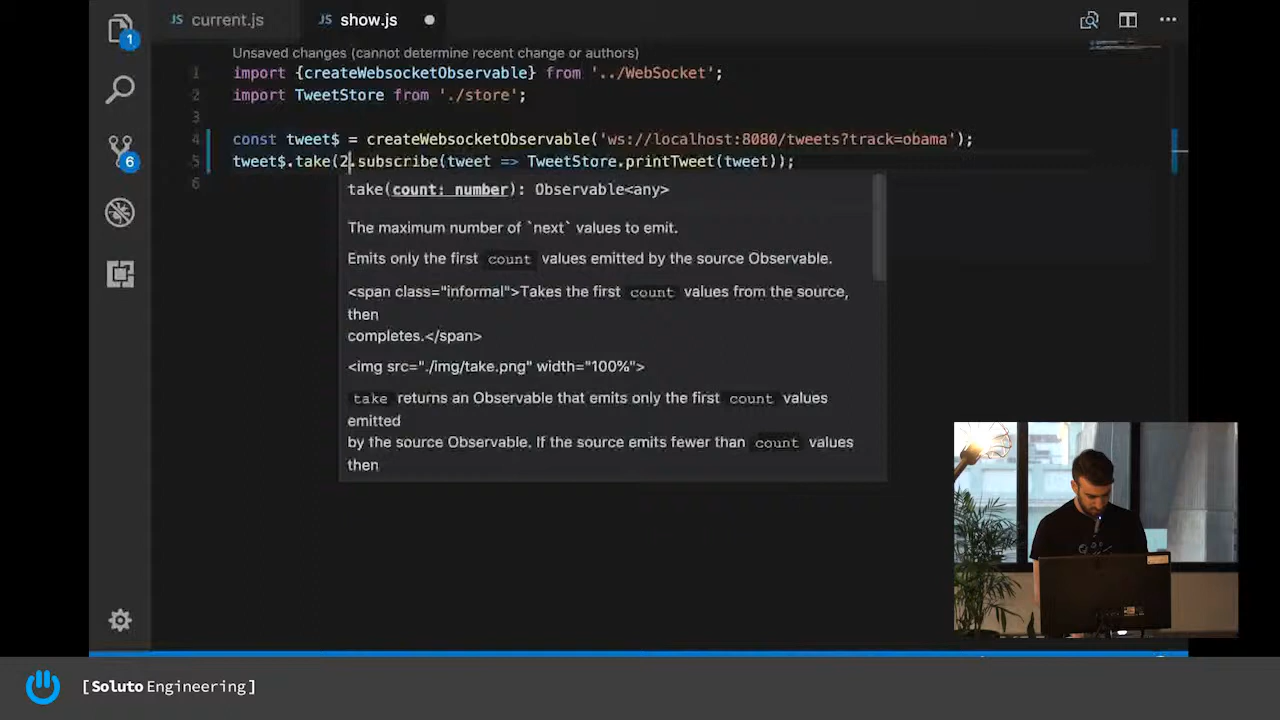 JS current.js
JS show.js
1
Unsaved changes (cannot determine recent change or authors)
1 import {createWebsocketObservable} from '../WebSocket';
2 import TweetStore from './store';
3
4 const tweet$ = createWebsocketObservable('ws://localhost:8080/tweets?track=obama');
5 tweet$.take(2.subscribe(tweet => TweetStore.printTweet(tweet));
6
6
take(count: number): Observable<any>
The maximum number of `next` values to emit.
Emits only the first count values emitted by the source Observable.
<span class="informal">Takes the first count values from the source,
then
completes.</span>
<img src="./img/take.png" width="100%">
take returns an Observable that emits only the first count values
emitted
by the source Observable. If the source emits fewer than count values
then
[Soluto Engineering]